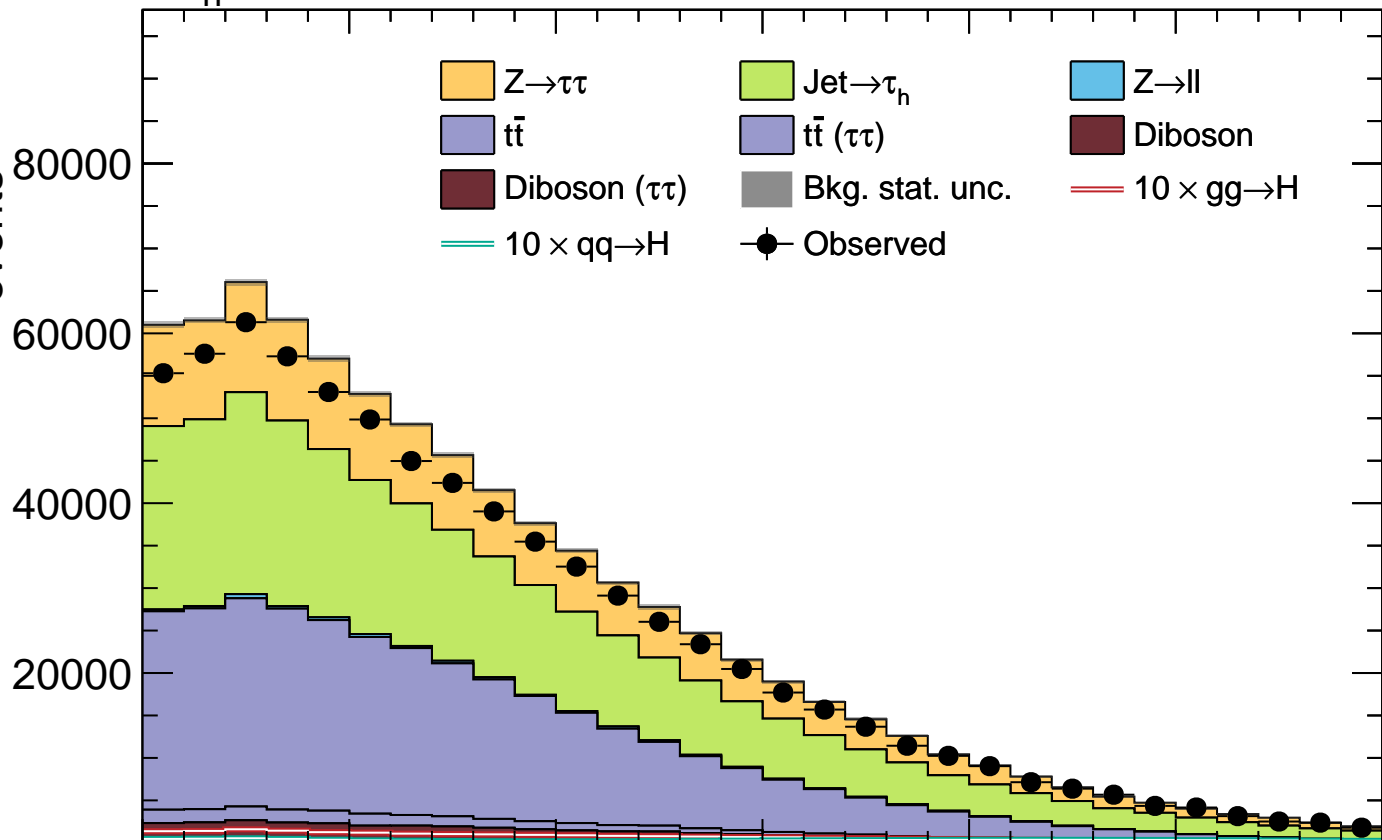 Z→ττ Jet→τh Z→ll
tt̄ tt̄ (ττ) Diboson
Diboson (ττ) Bkg. stat. unc. 10 × gg→H
10 × qq→H Observed
80000
60000
40000
20000